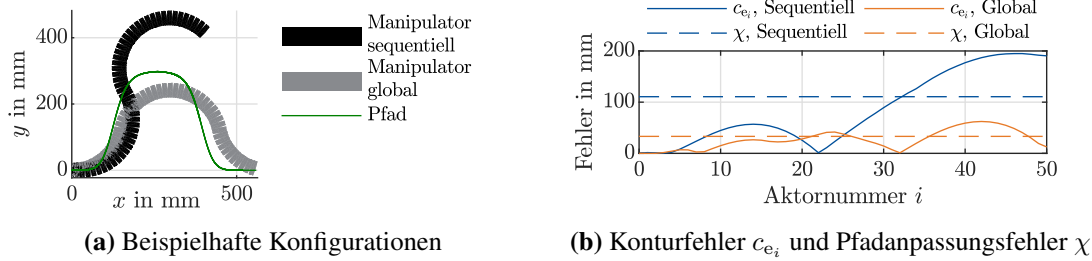 400
200
0
y in mm
0
500
x in mm
Manipulator
sequentiell
Manipulator
global
Pfad
(a) Beispielhafte Konfigurationen
c_{e_i}, Sequentiell
c_{e_i}, Global
χ, Sequentiell
χ, Global
200
100
0
Fehler in mm
0 10 20 30 40 50
Aktornummer i
(b) Konturfehler c_{e_i} und Pfadanpassungsfehler χ